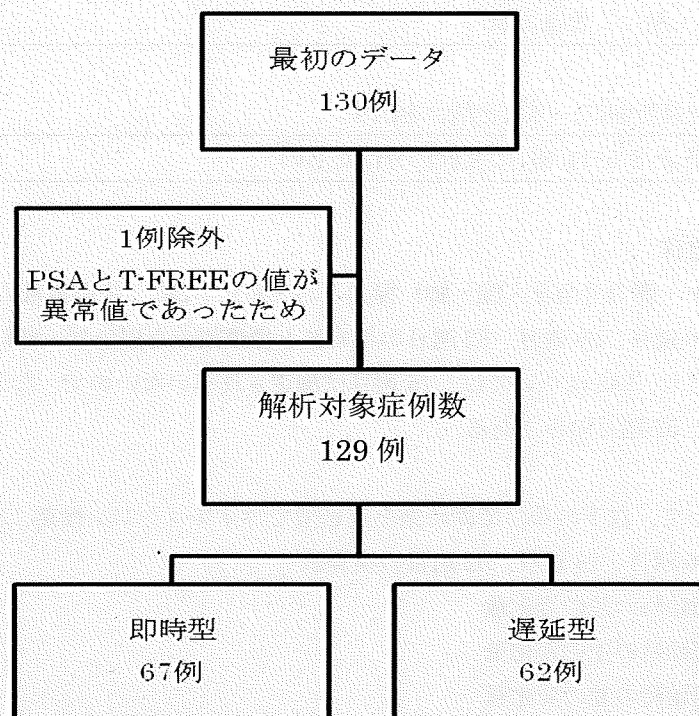 最初のデータ
130例
1例除外
PSAとT-FREEの値が
異常値であったため
解析対象症例数
129 例
即時型
67例
遅延型
62例